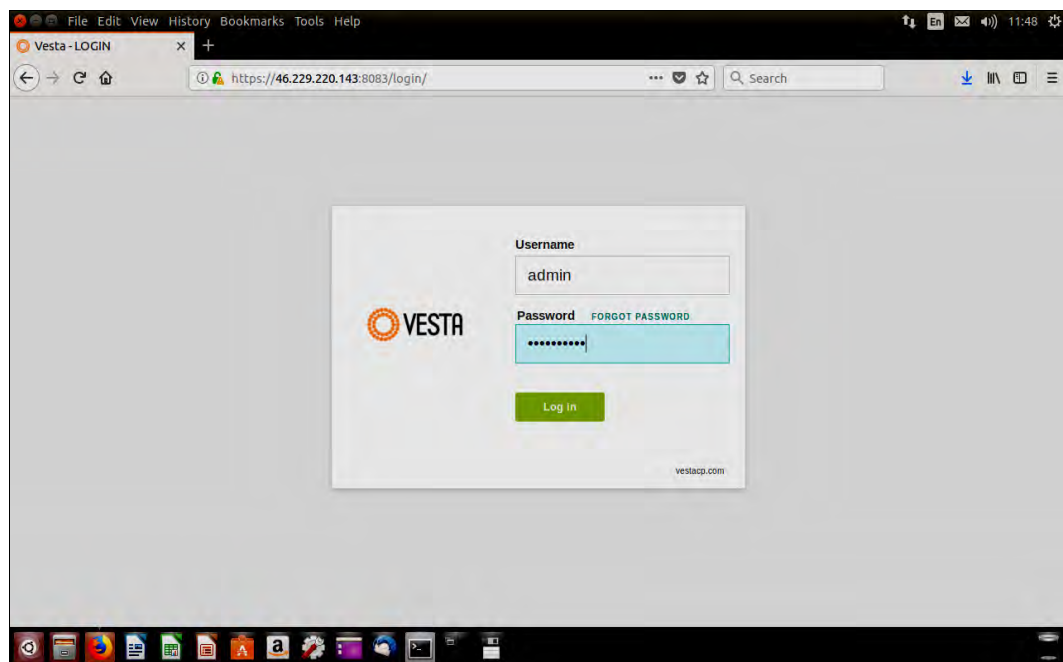 File Edit View History Bookmarks Tools Help
En
11:48
Vesta - LOGIN
https://46.229.220.143:8083/login/
Search
Username
admin
VESTA
Password FORGOT PASSWORD
••••••••••
Log in
vestacp.com